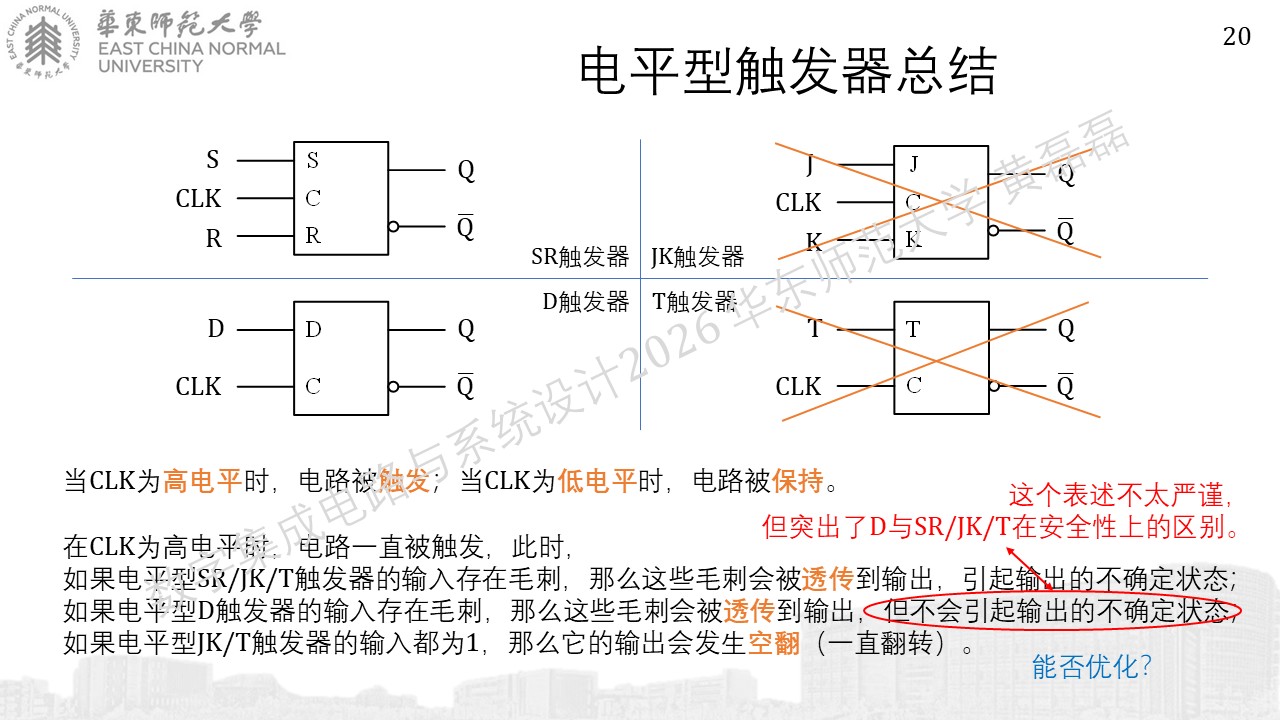 華東師範大學
EAST CHINA NORMAL
UNIVERSITY
EAST CHINA NORMAL UNIVERSITY
華東師範大學
20
电平型触发器总结
S
CLK
R
S
C
R
Q
Q̅
SR触发器
J
CLK
K
J
C
K
Q
Q̅
JK触发器
D
CLK
D
C
Q
Q̅
D触发器
T
CLK
T
C
Q
Q̅
T触发器
当CLK为高电平时，电路被触发；当CLK为低电平时，电路被保持。
这个表述不太严谨，
但突出了D与SR/JK/T在安全性上的区别。
在CLK为高电平时，电路一直被触发，此时，
如果电平型SR/JK/T触发器的输入存在毛刺，那么这些毛刺会被透传到输出，引起输出的不确定状态；
如果电平型D触发器的输入存在毛刺，那么这些毛刺会被透传到输出，但不会引起输出的不确定状态；
如果电平型JK/T触发器的输入都为1，那么它的输出会发生空翻（一直翻转）。
能否优化？
数字集成电路与系统设计2026 华东师范大学 黄磊磊